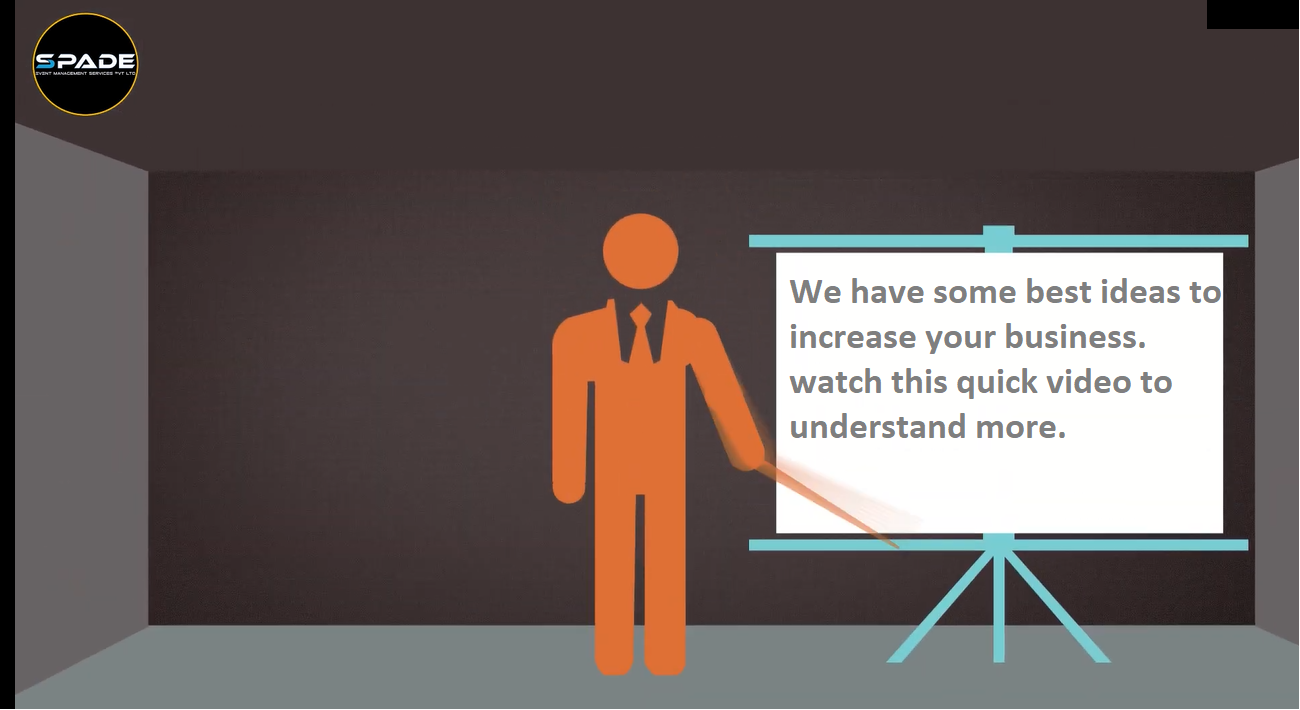 SPADE
EVENT MANAGEMENT SERVICES PVT LTD
We have some best ideas to
increase your business.
watch this quick video to
understand more.